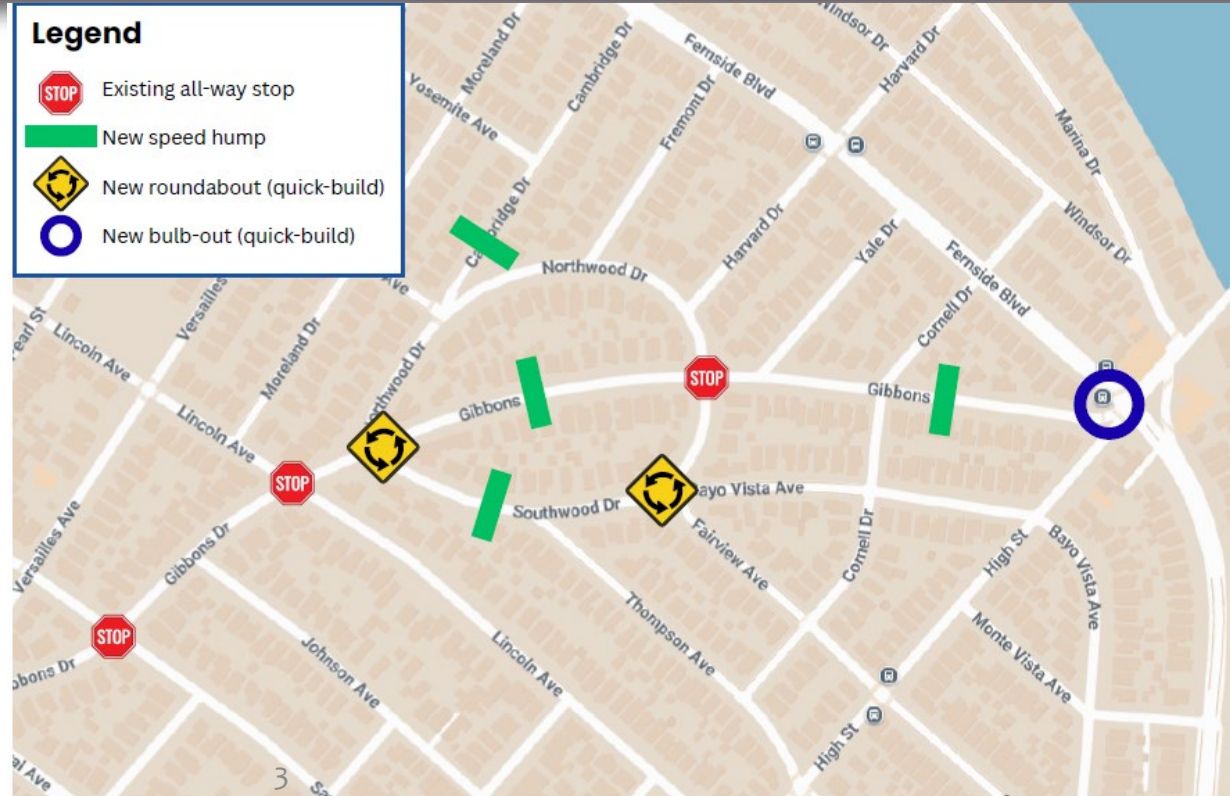 Legend
STOP Existing all-way stop
New speed hump
New roundabout (quick-build)
New bulb-out (quick-build)
Moreland Dr
Cambridge Dr
Yosemite Ave
Fernside Blvd
Fremont Dr
Windsor Dr
Harvard Dr
Marina Dr
Windsor Dr
Northwood Dr
Harvard Dr
Yale Dr
Fernside Blvd
Cornell Dr
Ave
Versailles
Moreland Dr
Lincoln Ave
Lincoln Ave
Gibbons
STOP
Gibbons
STOP
Southwood Dr
ayo Vista Ave
Fairview Ave
Cornell Dr
High St
Bayo Vista Ave
Versailles Ave
Gibbons Dr
STOP
bbons Dr
Johnson Ave
Lincoln Ave
Thompson Ave
Monte Vista Ave
High St
al Ave
3